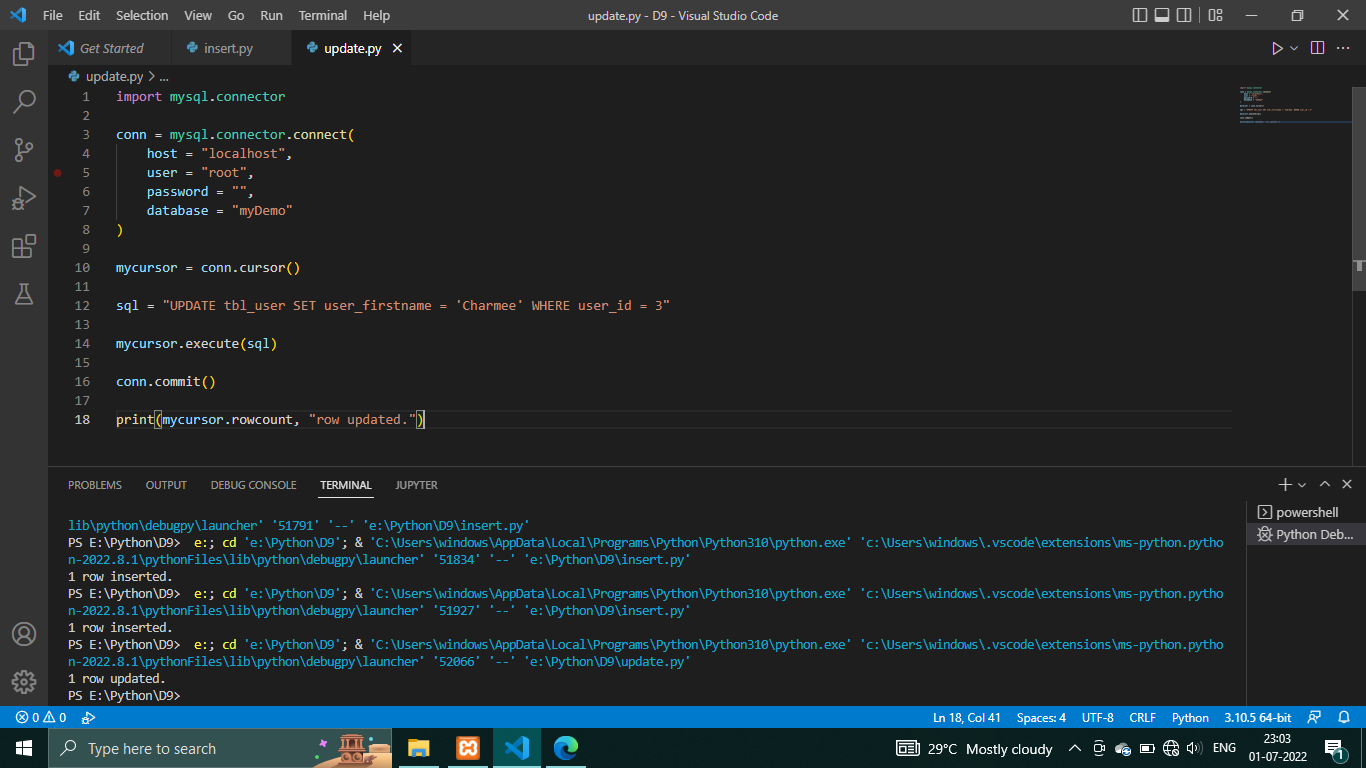 File Edit Selection View Go Run Terminal Help update.py - D9 - Visual Studio Code
Get Started insert.py update.py
update.py > ...
1 import mysql.connector
2
3 conn = mysql.connector.connect(
4 host = "localhost",
5 user = "root",
6 password = "",
7 database = "myDemo"
8 )
9
10 mycursor = conn.cursor()
11
12 sql = "UPDATE tbl_user SET user_firstname = 'Charmee' WHERE user_id = 3"
13
14 mycursor.execute(sql)
15
16 conn.commit()
17
18 print(mycursor.rowcount, "row updated.")
PROBLEMS OUTPUT DEBUG CONSOLE TERMINAL JUPYTER
lib\python\debugpy\launcher' '51791' '--' 'e:\Python\D9\insert.py'
PS E:\Python\D9>  e:; cd 'e:\Python\D9'; & 'C:\Users\windows\AppData\Local\Programs\Python\Python310\python.exe' 'c:\Users\windows\.vscode\extensions\ms-python.pytho
n-2022.8.1\pythonFiles\lib\python\debugpy\launcher' '51834' '--' 'e:\Python\D9\insert.py'
1 row inserted.
PS E:\Python\D9>  e:; cd 'e:\Python\D9'; & 'C:\Users\windows\AppData\Local\Programs\Python\Python310\python.exe' 'c:\Users\windows\.vscode\extensions\ms-python.pytho
n-2022.8.1\pythonFiles\lib\python\debugpy\launcher' '51927' '--' 'e:\Python\D9\insert.py'
1 row inserted.
PS E:\Python\D9>  e:; cd 'e:\Python\D9'; & 'C:\Users\windows\AppData\Local\Programs\Python\Python310\python.exe' 'c:\Users\windows\.vscode\extensions\ms-python.pytho
n-2022.8.1\pythonFiles\lib\python\debugpy\launcher' '52066' '--' 'e:\Python\D9\update.py'
1 row updated.
PS E:\Python\D9>
powershell
Python Deb...
0 0 Ln 18, Col 41 Spaces: 4 UTF-8 CRLF Python 3.10.5 64-bit
Type here to search 29°C Mostly cloudy ENG 23:03
01-07-2022 1